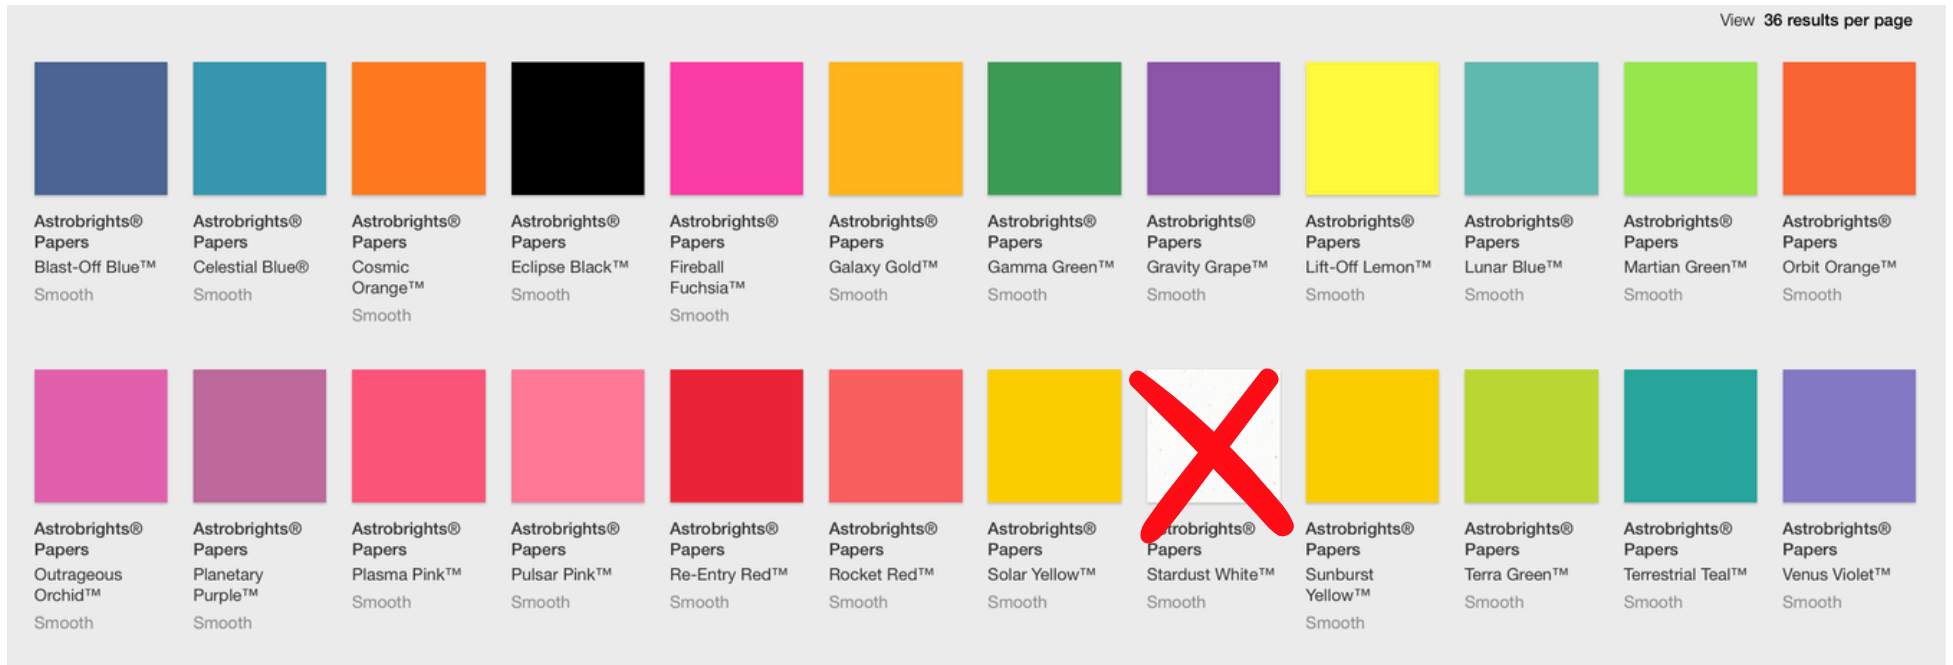 View 36 results per page
Astrobrights®
Papers
Blast-Off Blue™
Smooth
Astrobrights®
Papers
Celestial Blue®
Smooth
Astrobrights®
Papers
Cosmic
Orange™
Smooth
Astrobrights®
Papers
Eclipse Black™
Smooth
Astrobrights®
Papers
Fireball
Fuchsia™
Smooth
Astrobrights®
Papers
Galaxy Gold™
Smooth
Astrobrights®
Papers
Gamma Green™
Smooth
Astrobrights®
Papers
Gravity Grape™
Smooth
Astrobrights®
Papers
Lift-Off Lemon™
Smooth
Astrobrights®
Papers
Lunar Blue™
Smooth
Astrobrights®
Papers
Martian Green™
Smooth
Astrobrights®
Papers
Orbit Orange™
Smooth
Astrobrights®
Papers
Outrageous
Orchid™
Smooth
Astrobrights®
Papers
Planetary
Purple™
Smooth
Astrobrights®
Papers
Plasma Pink™
Smooth
Astrobrights®
Papers
Pulsar Pink™
Smooth
Astrobrights®
Papers
Re-Entry Red™
Smooth
Astrobrights®
Papers
Rocket Red™
Smooth
Astrobrights®
Papers
Solar Yellow™
Smooth
Astrobrights®
Papers
Stardust White™
Smooth
Astrobrights®
Papers
Sunburst
Yellow™
Smooth
Astrobrights®
Papers
Terra Green™
Smooth
Astrobrights®
Papers
Terrestrial Teal™
Smooth
Astrobrights®
Papers
Venus Violet™
Smooth